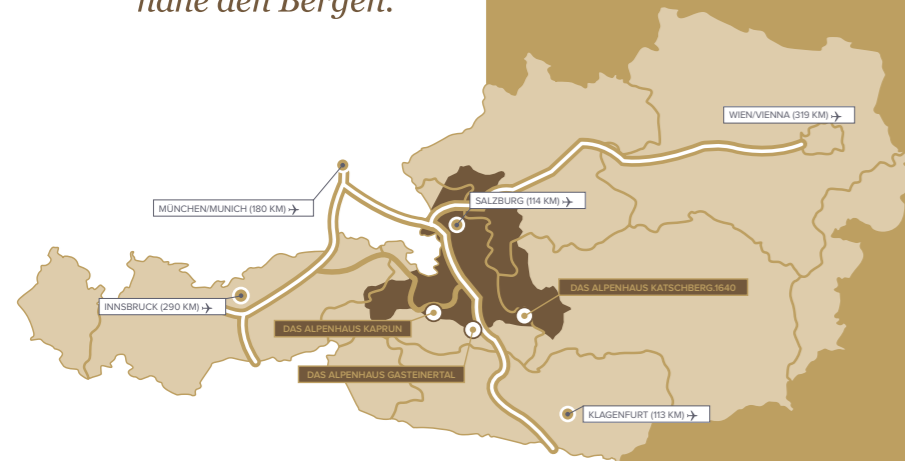 nahe den Bergen.
WIEN/VIENNA (319 KM)
MÜNCHEN/MUNICH (180 KM)
SALZBURG (114 KM)
DAS ALPENHAUS KATSCHBERG.1640
INNSBRUCK (290 KM)
DAS ALPENHAUS KAPRUN
DAS ALPENHAUS GASTEINERTAL
KLAGENFURT (113 KM)